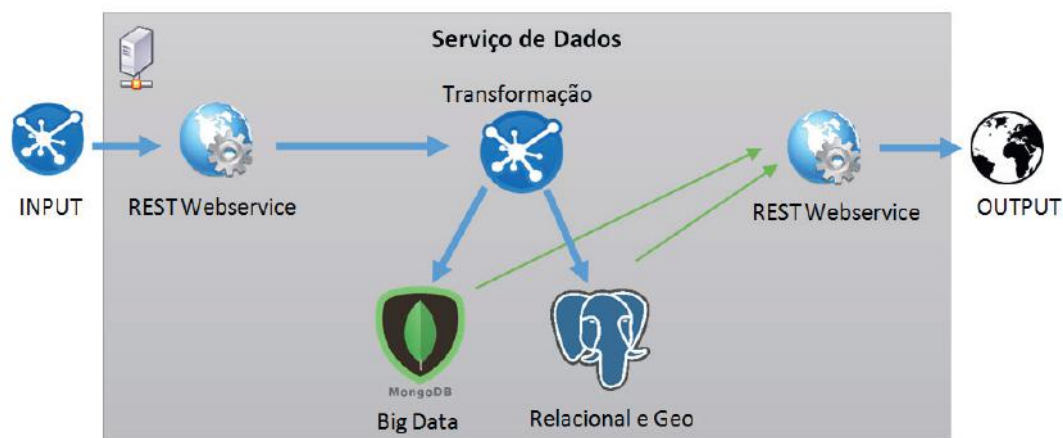 Serviço de Dados
Transformação
INPUT
REST Webservice
REST Webservice
OUTPUT
MongoDB
Big Data
Relacional e Geo